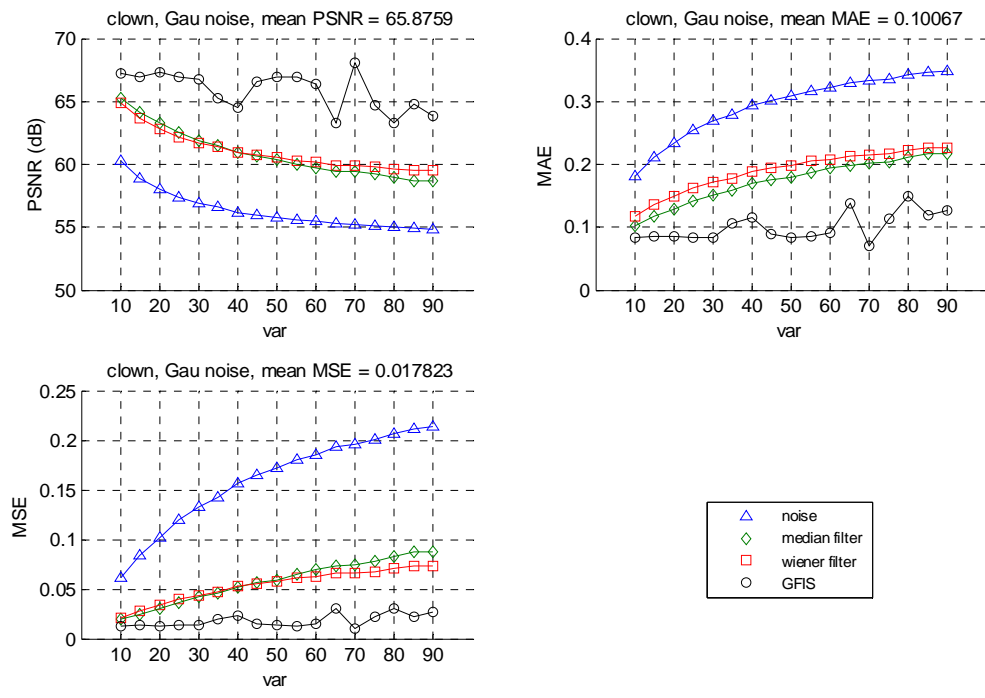 clown, Gau noise, mean PSNR = 65.8759
70
65
60
55
50
PSNR (dB)
10 20 30 40 50 60 70 80 90
var
clown, Gau noise, mean MAE = 0.10067
0.4
0.3
0.2
0.1
0
MAE
10 20 30 40 50 60 70 80 90
var
clown, Gau noise, mean MSE = 0.017823
0.25
0.2
0.15
0.1
0.05
0
MSE
10 20 30 40 50 60 70 80 90
var
noise
median filter
wiener filter
GFIS